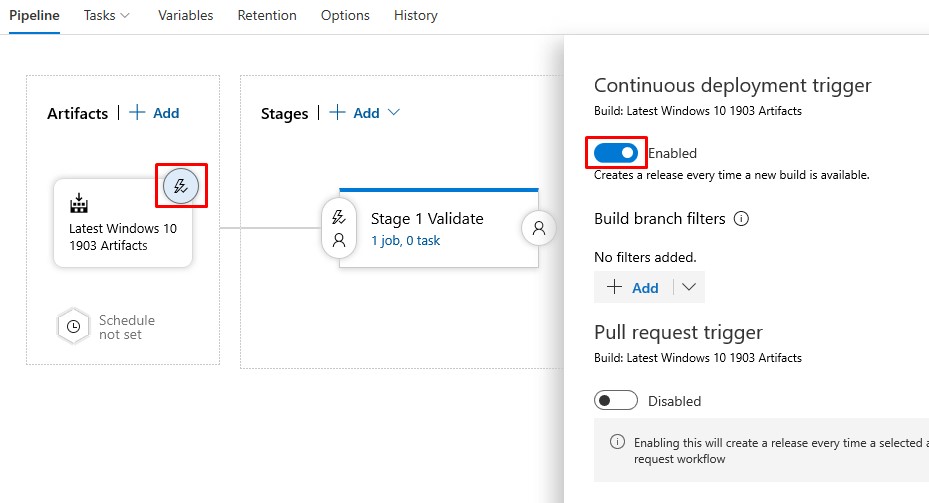 Pipeline Tasks Variables Retention Options History
Artifacts Add
Latest Windows 10
1903 Artifacts
Schedule
not set
Stages Add
Stage 1 Validate
1 job, 0 task
Continuous deployment trigger
Build: Latest Windows 10 1903 Artifacts
Enabled
Creates a release every time a new build is available.
Build branch filters
No filters added.
Add
Pull request trigger
Build: Latest Windows 10 1903 Artifacts
Disabled
Enabling this will create a release every time a selected a
request workflow